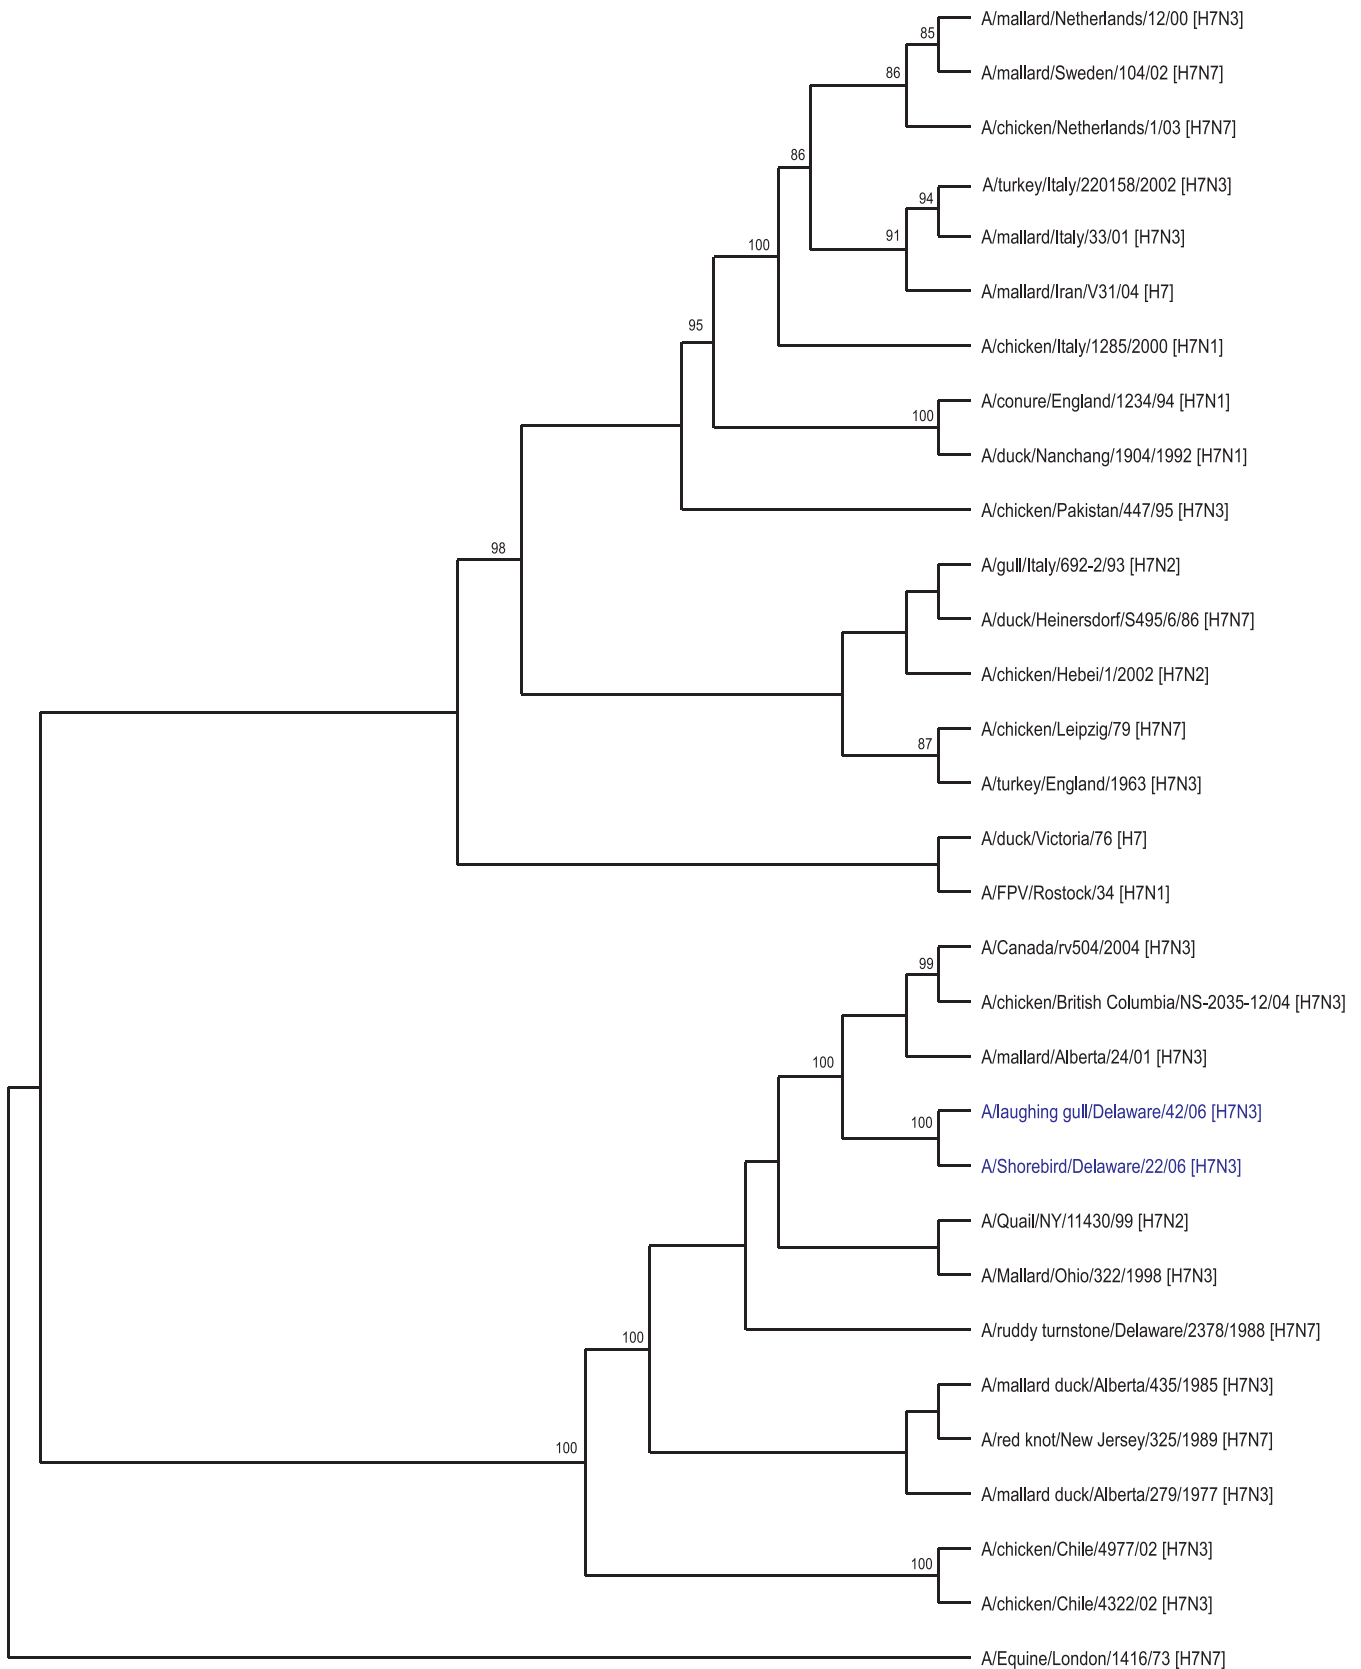 A/mallard/Netherlands/12/00 [H7N3]
85
A/mallard/Sweden/104/02 [H7N7]
86
A/chicken/Netherlands/1/03 [H7N7]
86
A/turkey/Italy/220158/2002 [H7N3]
94
A/mallard/Italy/33/01 [H7N3]
91
100
A/mallard/Iran/V31/04 [H7]
95
A/chicken/Italy/1285/2000 [H7N1]
A/conure/England/1234/94 [H7N1]
100
A/duck/Nanchang/1904/1992 [H7N1]
A/chicken/Pakistan/447/95 [H7N3]
98
A/gull/Italy/692-2/93 [H7N2]
A/duck/Heinersdorf/S495/6/86 [H7N7]
A/chicken/Hebei/1/2002 [H7N2]
A/chicken/Leipzig/79 [H7N7]
87
A/turkey/England/1963 [H7N3]
A/duck/Victoria/76 [H7]
A/FPV/Rostock/34 [H7N1]
A/Canada/rv504/2004 [H7N3]
99
A/chicken/British Columbia/NS-2035-12/04 [H7N3]
A/mallard/Alberta/24/01 [H7N3]
100
A/laughing gull/Delaware/42/06 [H7N3]
100
A/Shorebird/Delaware/22/06 [H7N3]
A/Quail/NY/11430/99 [H7N2]
A/Mallard/Ohio/322/1998 [H7N3]
A/ruddy turnstone/Delaware/2378/1988 [H7N7]
100
A/mallard duck/Alberta/435/1985 [H7N3]
A/red knot/New Jersey/325/1989 [H7N7]
100
A/mallard duck/Alberta/279/1977 [H7N3]
A/chicken/Chile/4977/02 [H7N3]
100
A/chicken/Chile/4322/02 [H7N3]
A/Equine/London/1416/73 [H7N7]